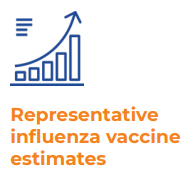 Representative
influenza vaccine
estimates